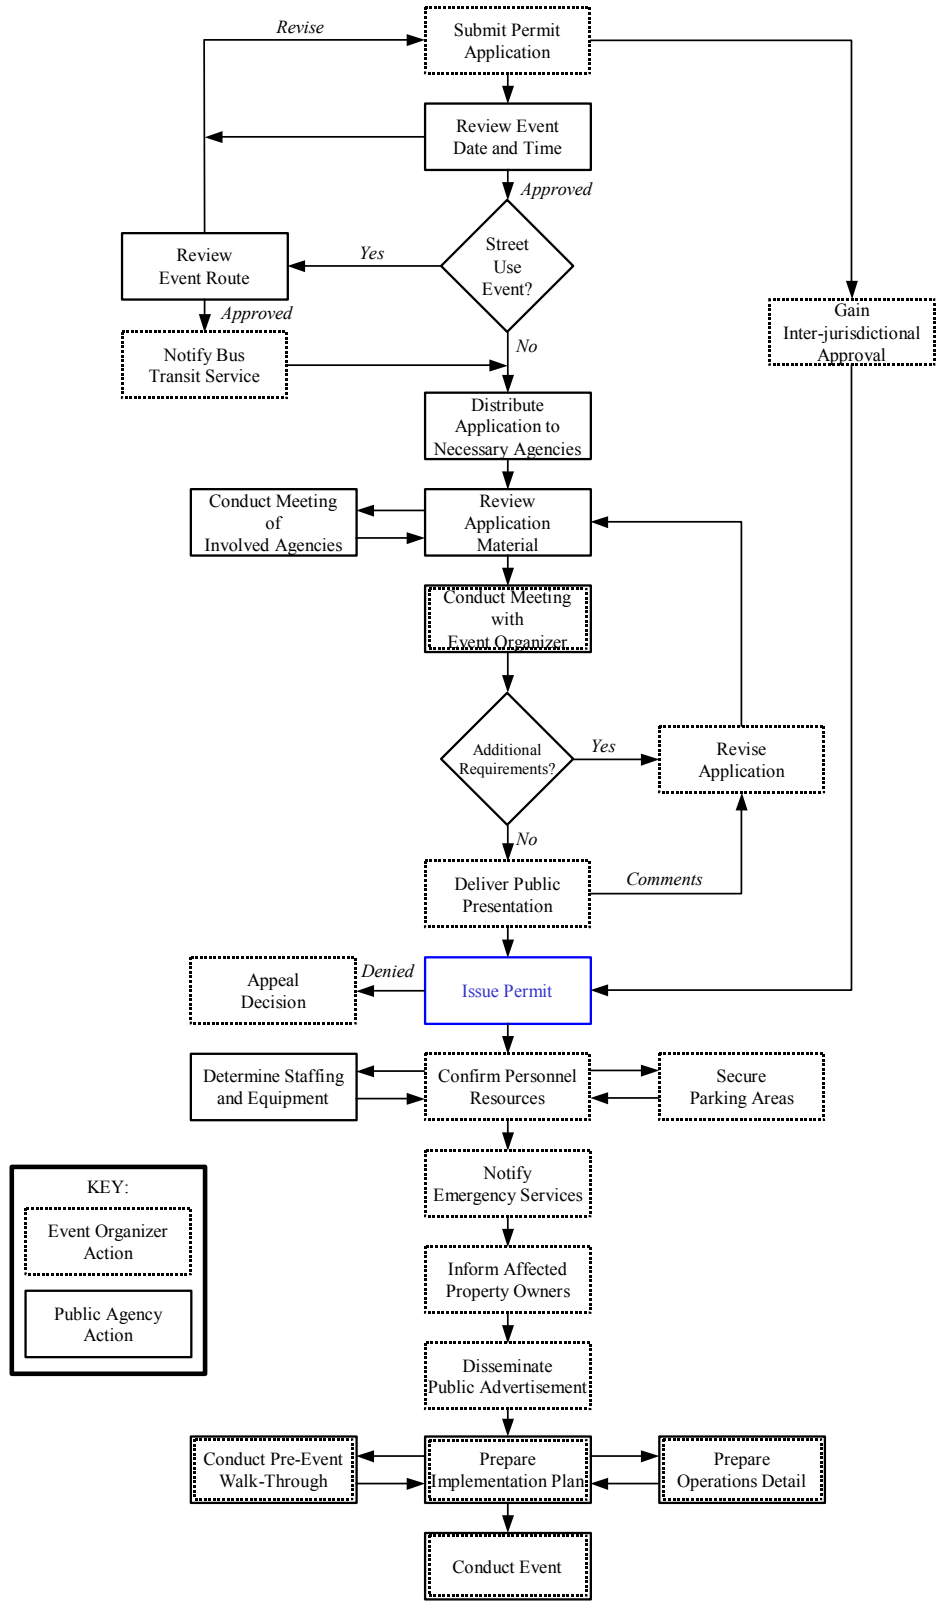 Revise
Submit Permit
Application
Review Event
Date and Time
Approved
Street
Use
Event?
Yes
Review
Event Route
Approved
Gain
Inter-jurisdictional
Approval
No
Notify Bus
Transit Service
Distribute
Application to
Necessary Agencies
Conduct Meeting
of
Involved Agencies
Review
Application
Material
Conduct Meeting
with
Event Organizer
Additional
Requirements?
Yes
Revise
Application
No
Deliver Public
Presentation
Comments
Appeal
Decision
Denied
Issue Permit
Determine Staffing
and Equipment
Confirm Personnel
Resources
Secure
Parking Areas
Notify
Emergency Services
KEY:
Event Organizer
Action
Public Agency
Action
Inform Affected
Property Owners
Disseminate
Public Advertisement
Conduct Pre-Event
Walk-Through
Prepare
Implementation Plan
Prepare
Operations Detail
Conduct Event